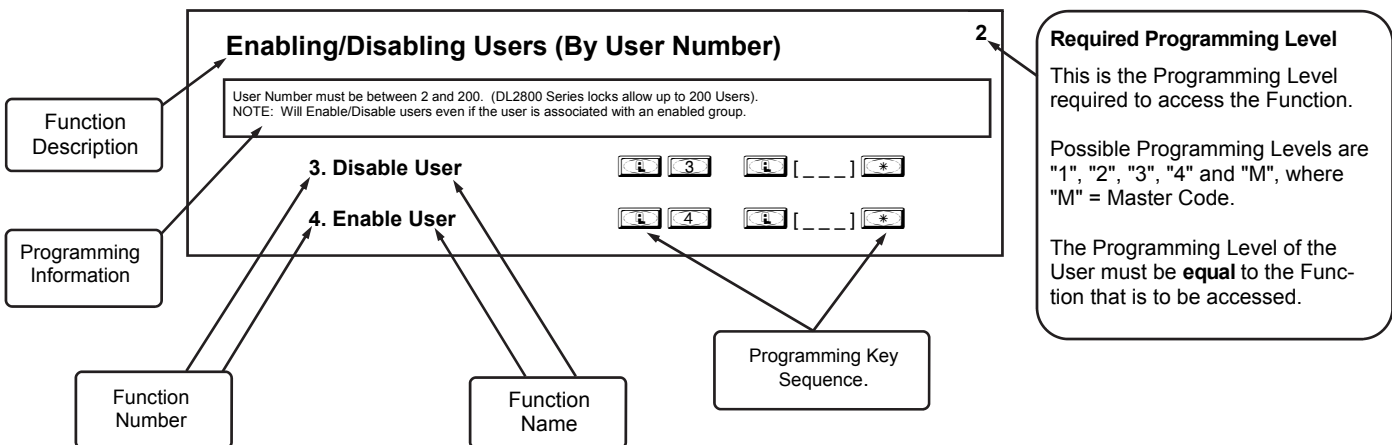 Enabling/Disabling Users (By User Number)
2
User Number must be between 2 and 200. (DL2800 Series locks allow up to 200 Users).
NOTE: Will Enable/Disable users even if the user is associated with an enabled group.
3. Disable User
3
[ _ _ _ ]
*
4. Enable User
4
[ _ _ _ ]
*
Function
Description
Programming
Information
Function
Number
Function
Name
Programming Key
Sequence.
Required Programming Level
This is the Programming Level
required to access the Function.
Possible Programming Levels are
"1", "2", "3", "4" and "M", where
"M" = Master Code.
The Programming Level of the
User must be equal to the Func-
tion that is to be accessed.